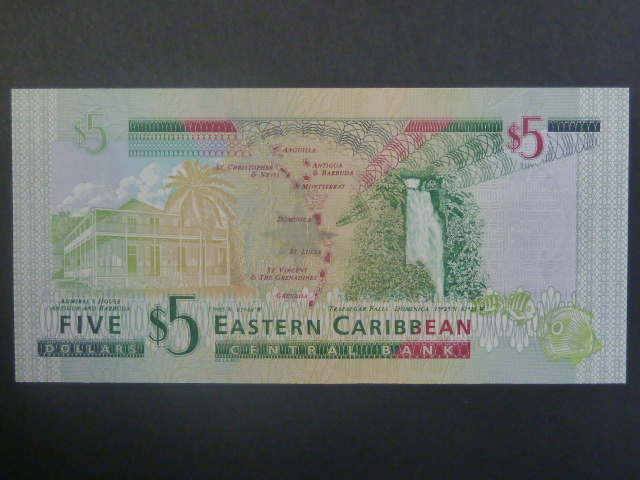 $5
$5
ANGUILLA
ST. CHRISTOPHER
& NEVIS
ANTIGUA
& BARBUDA
MONTSERRAT
DOMINICA
ST. LUCIA
ST. VINCENT
& THE GRENADINES
GRENADA
ADMIRAL'S HOUSE
ANTIGUA AND BARBUDA
TRAFALGAR FALLS DOMINICA
FIVE $5 EASTERN CARIBBEAN
DOLLARS CENTRAL BANK